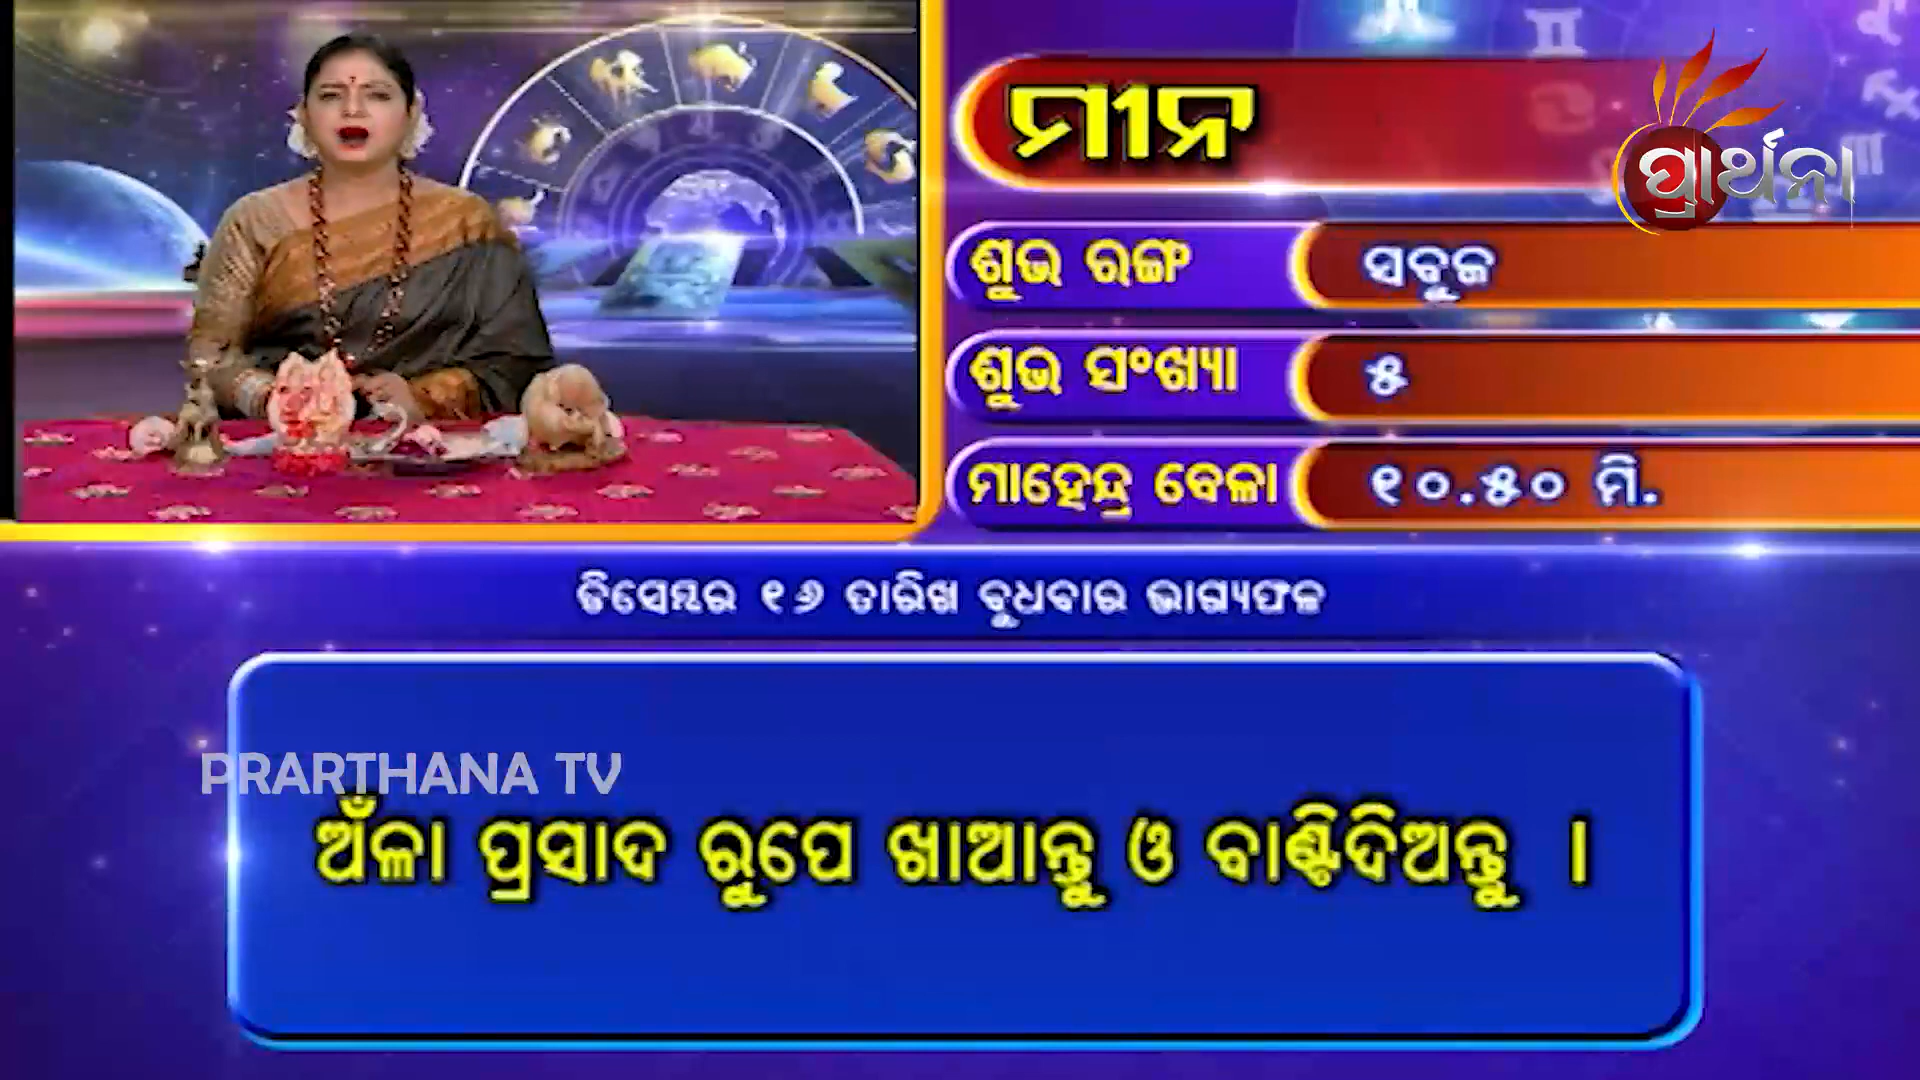 ମୀନ
ପ୍ରାର୍ଥନା
ଶୁଭ ରଙ୍ଗ ସବୁଜ
ଶୁଭ ସଂଖ୍ୟା ୫
ମାହେନ୍ଦ୍ର ବେଳା ୧୦.୫୦ ମି.
ଡିସେମ୍ବର ୧୬ ତାରିଖ ବୁଧବାର ଭାଗ୍ୟଫଳ
PRARTHANA TV
ଅଁଳା ପ୍ରସାଦ ରୁପେ ଖାଆନ୍ତୁ ଓ ବାଣ୍ଟିଦିଅନ୍ତୁ ।